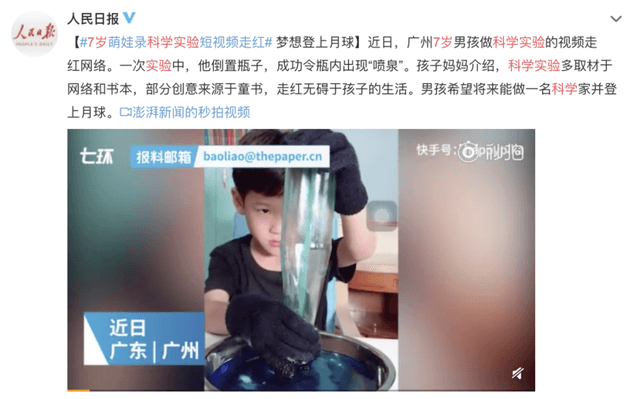 人民日报
人民日报
PEOPLE'S DAILY
【#7岁萌娃录科学实验短视频走红# 梦想登上月球】近日，广州7岁男孩做科学实验的视频走
红网络。一次实验中，他倒置瓶子，成功令瓶内出现“喷泉”。孩子妈妈介绍，科学实验多取材于
网络和书本，部分创意来源于童书，走红无碍于孩子的生活。男孩希望将来能做一名科学家并登
上月球。澎湃新闻的秒拍视频
七环
报料邮箱 baoliao@thepaper.cn
快手号：
秒拍
近日
广东 | 广州